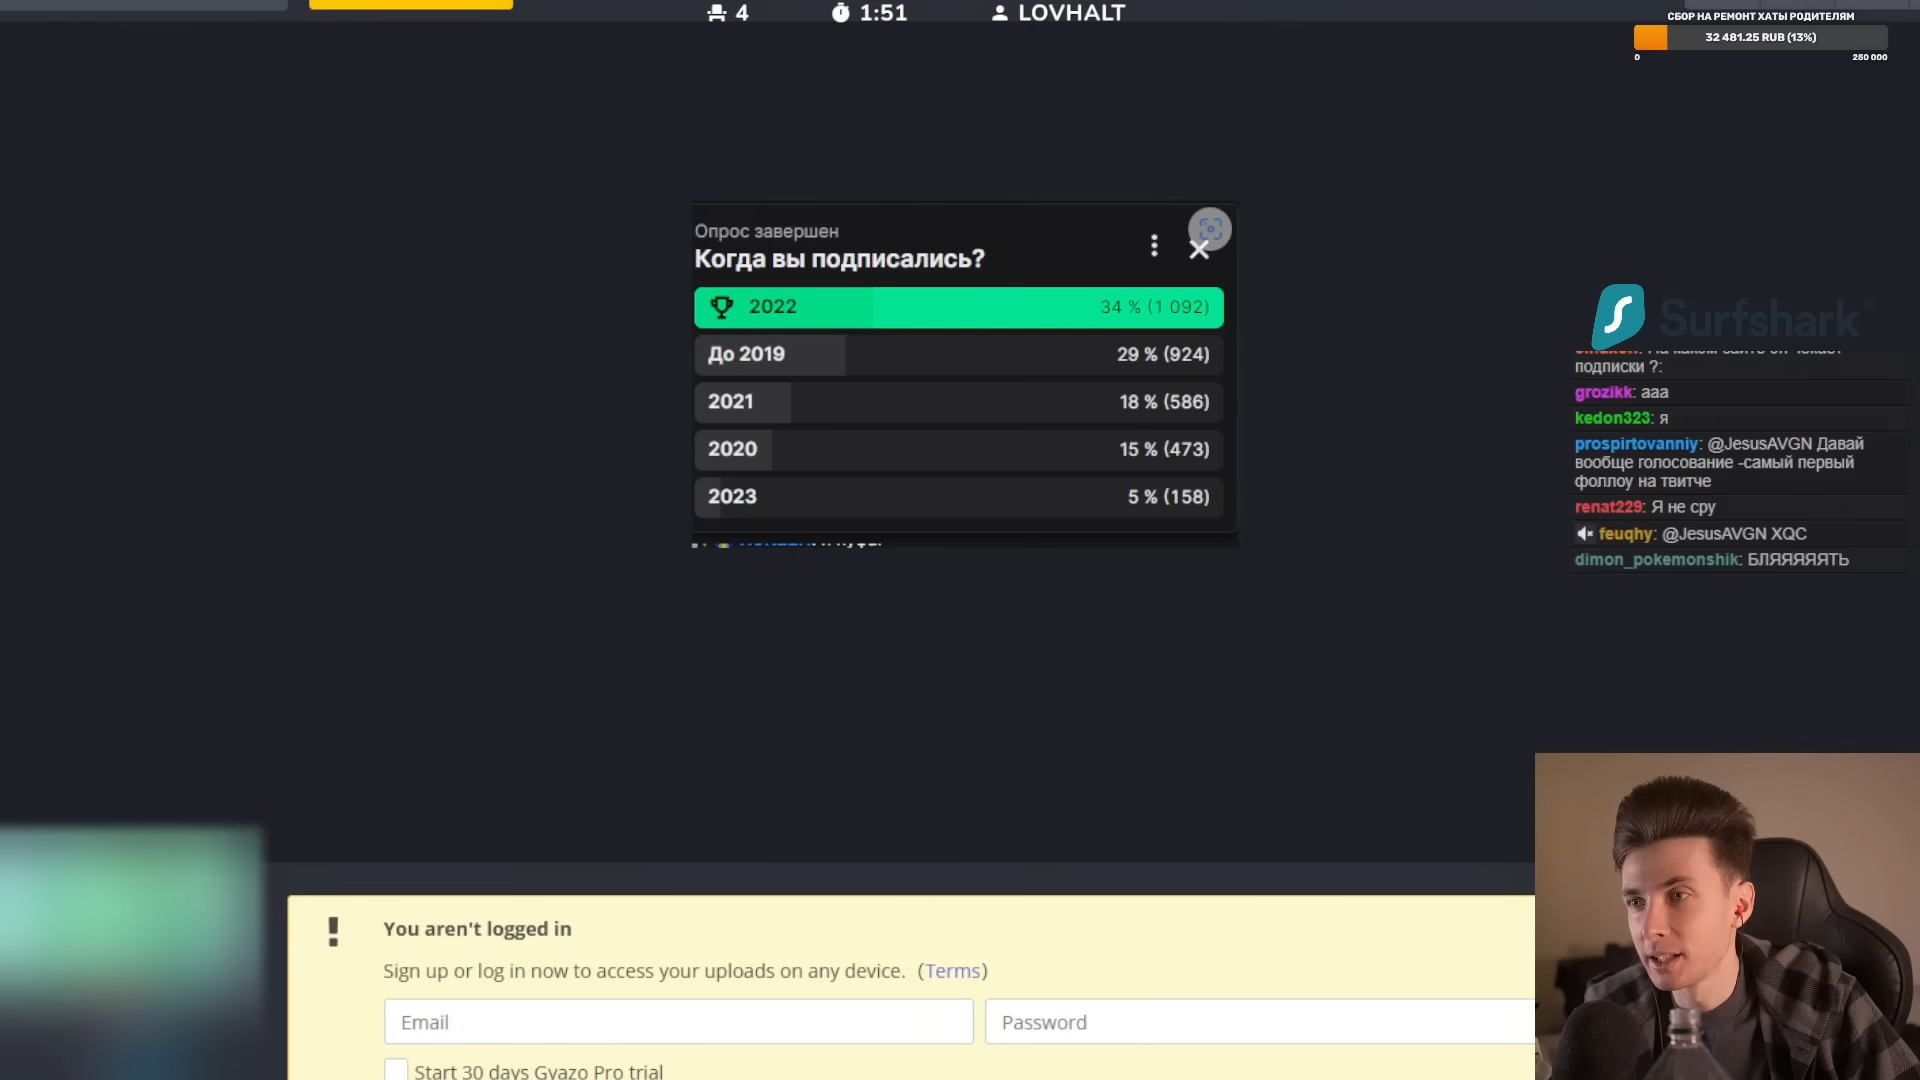 4
1:51
LOVHALT
СБОР НА РЕМОНТ ХАТЫ РОДИТЕЛЯМ
32 481.25 RUB (13%)
0
250 000
Опрос завершен
Когда вы подписались?
2022
34 % (1 092)
До 2019
29 % (924)
2021
18 % (586)
2020
15 % (473)
2023
5 % (158)
Surfshark®
подписки ?:
grozikk: ааа
kedon323: я
prospirtovanniy: @JesusAVGN Давай
вообще голосование -самый первый
фоллоу на твитче
renat229: Я не сру
feuqhy: @JesusAVGN XQC
dimon_pokemonshik: БЛЯЯЯЯЯТЬ
You aren't logged in
Sign up or log in now to access your uploads on any device. (Terms)
Email
Password
Start 30 days Gyazo Pro trial